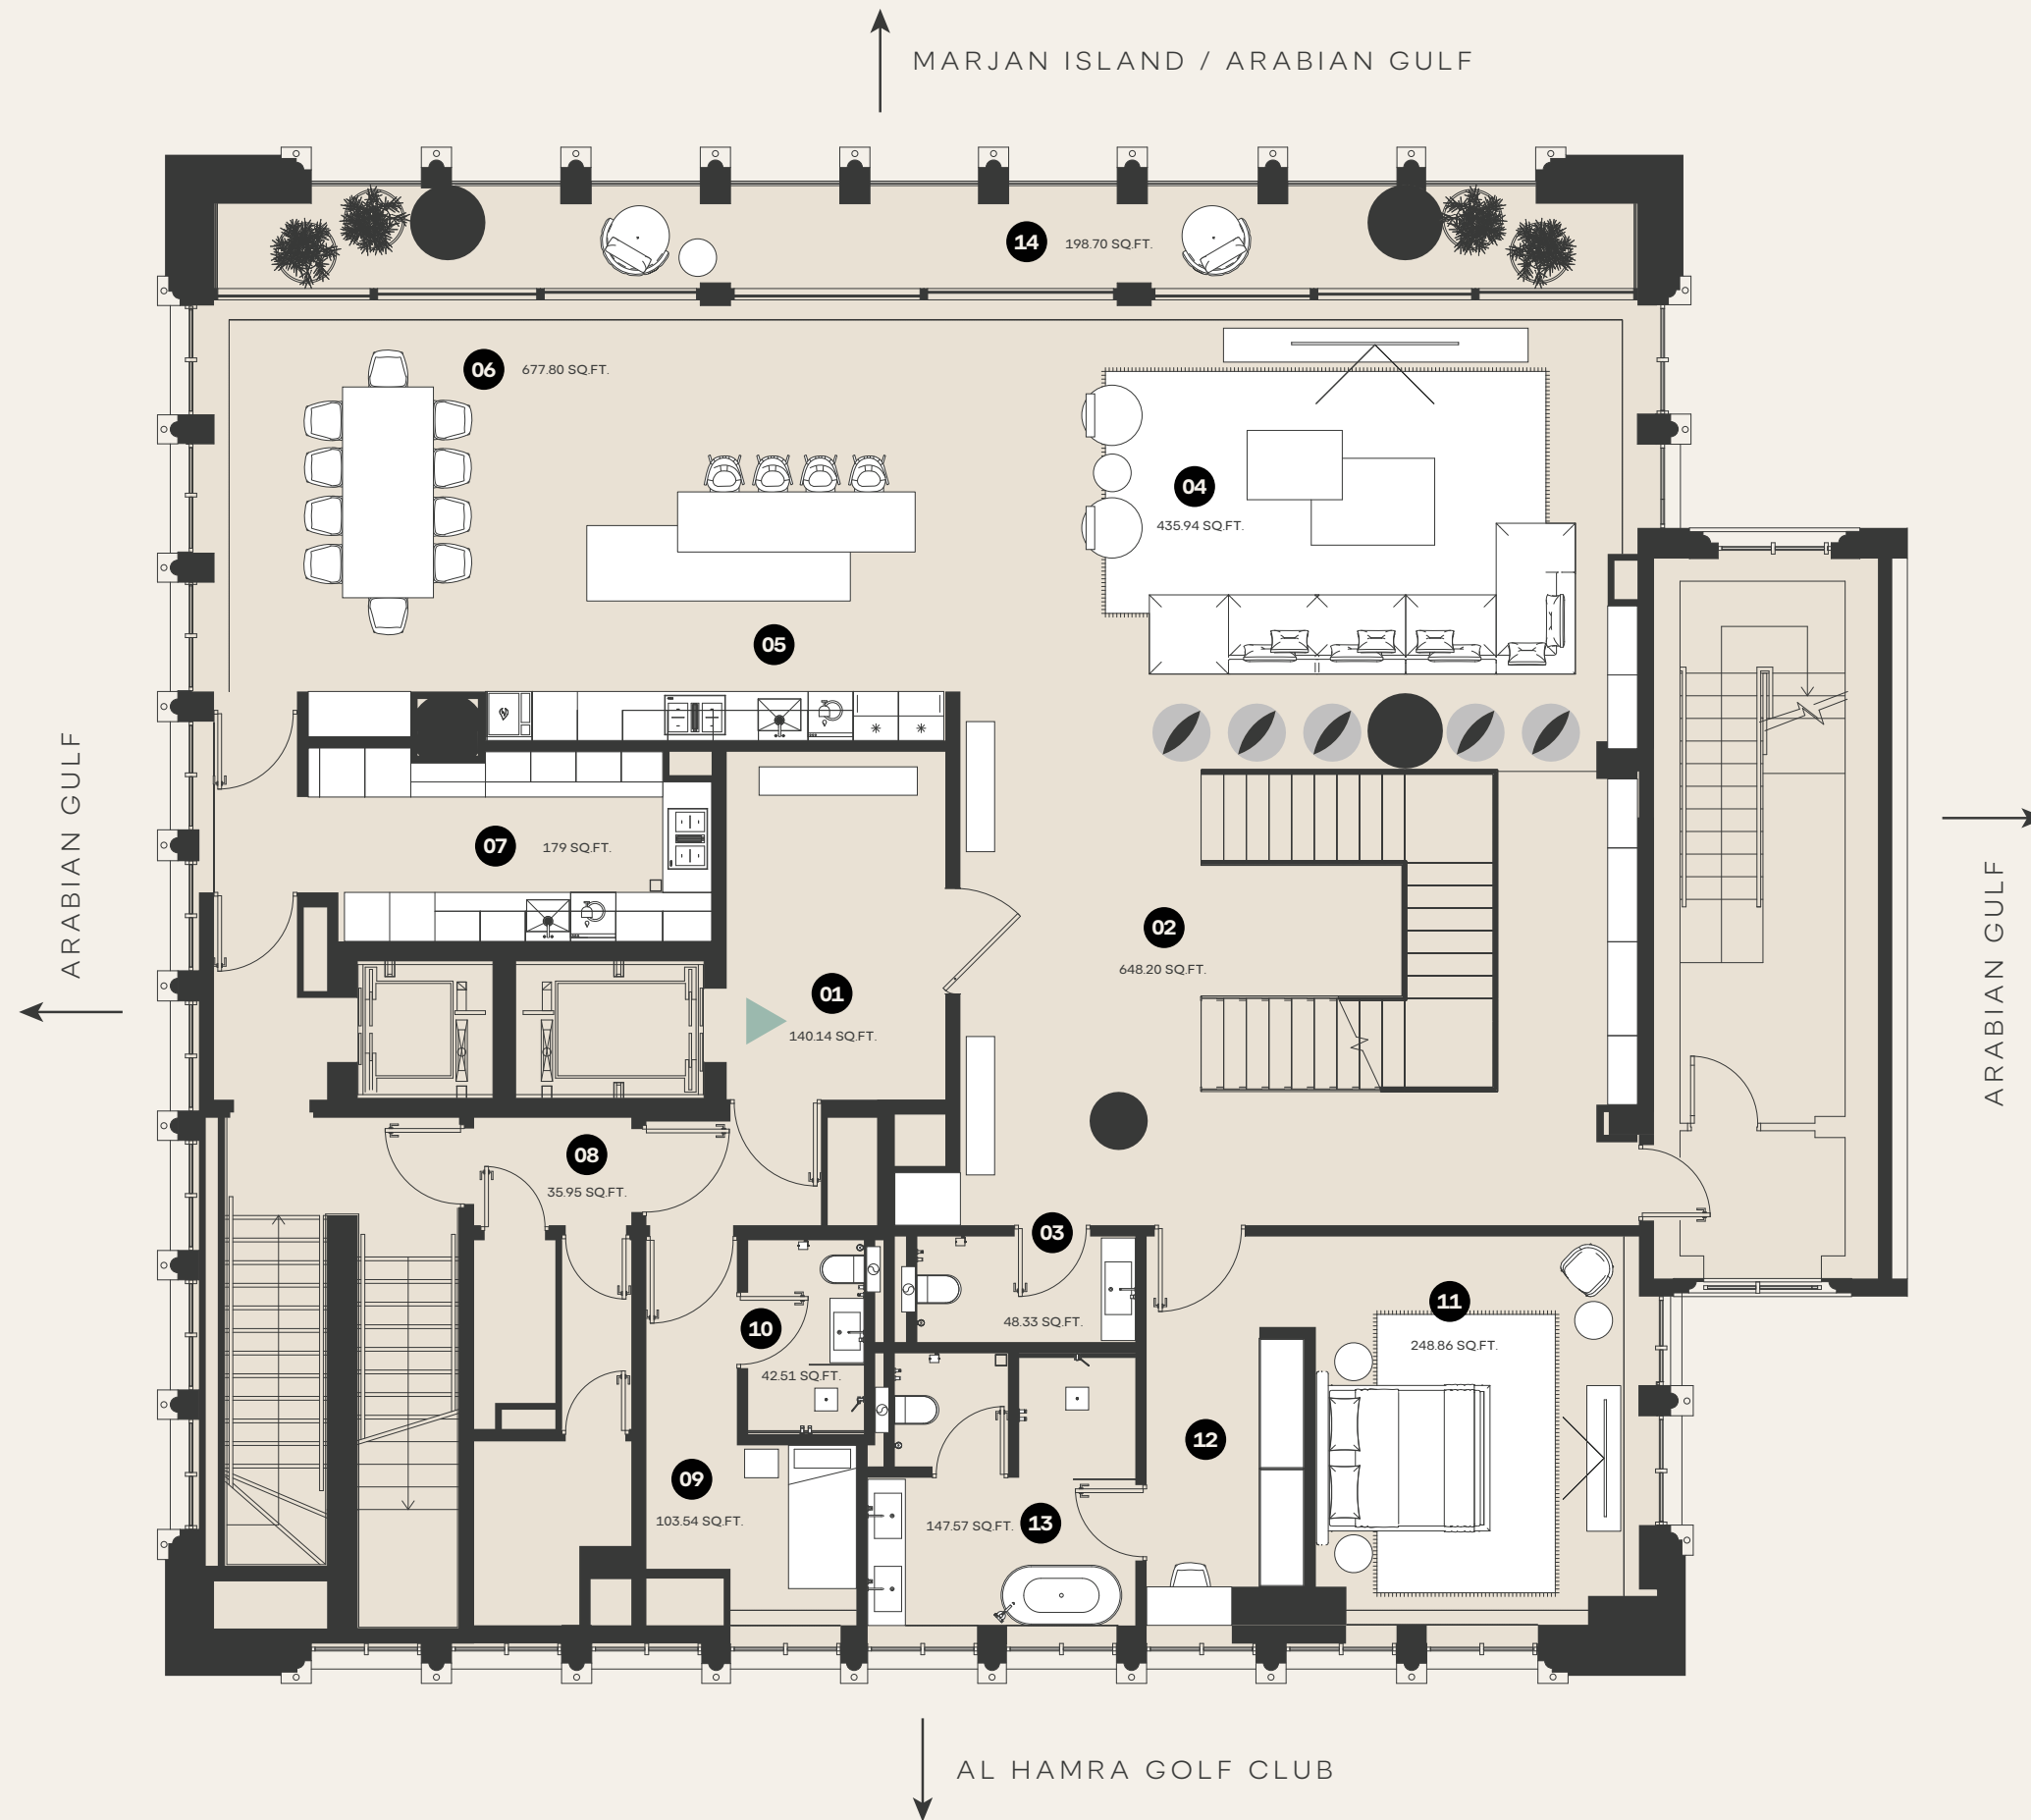 MARJAN ISLAND / ARABIAN GULF
14 198.70 SQ.FT.
06 677.80 SQ.FT.
04
435.94 SQ.FT.
05
ARABIAN GULF
07 179 SQ.FT.
02
648.20 SQ.FT.
ARABIAN GULF
01
140.14 SQ.FT.
08
35.95 SQ.FT.
03
48.33 SQ.FT.
10
42.51 SQ.FT.
11
248.86 SQ.FT.
12
09
103.54 SQ.FT.
147.57 SQ.FT. 13
AL HAMRA GOLF CLUB